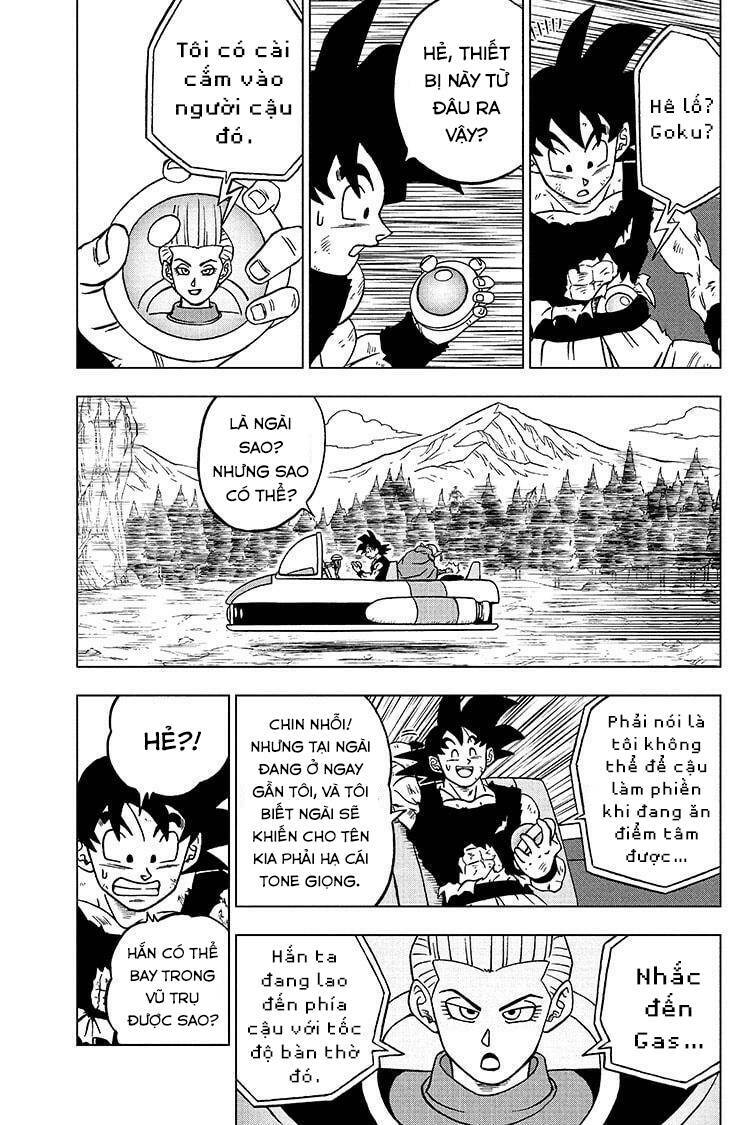 Hê lố?
Goku?
HẺ, THIẾT
BỊ NÀY TỪ
ĐÂU RA
VẬY?
Tôi có cài
cắm vào
người cậu
đó.
LÀ NGÀI
SAO?
NHƯNG SAO
CÓ THỂ?
Phải nói là
tôi không
thể để cậu
làm phiền
khi đang ăn
điểm tâm
được...
CHIN NHỖI!
NHƯNG TẠI NGÀI
ĐANG Ở NGAY
GẦN TÔI, VÀ TÔI
BIẾT NGÀI SẼ
KHIẾN CHO TÊN
KIA PHẢI HẠ CÁI
TONE GIỌNG.
Nhắc
đến
Gas...
Hắn ta
đang lao
đến phía
cậu với tốc
độ bàn thờ
đó.
HẺ?!
HẮN CÓ THỂ
BAY TRONG
VŨ TRỤ
ĐƯỢC SAO?